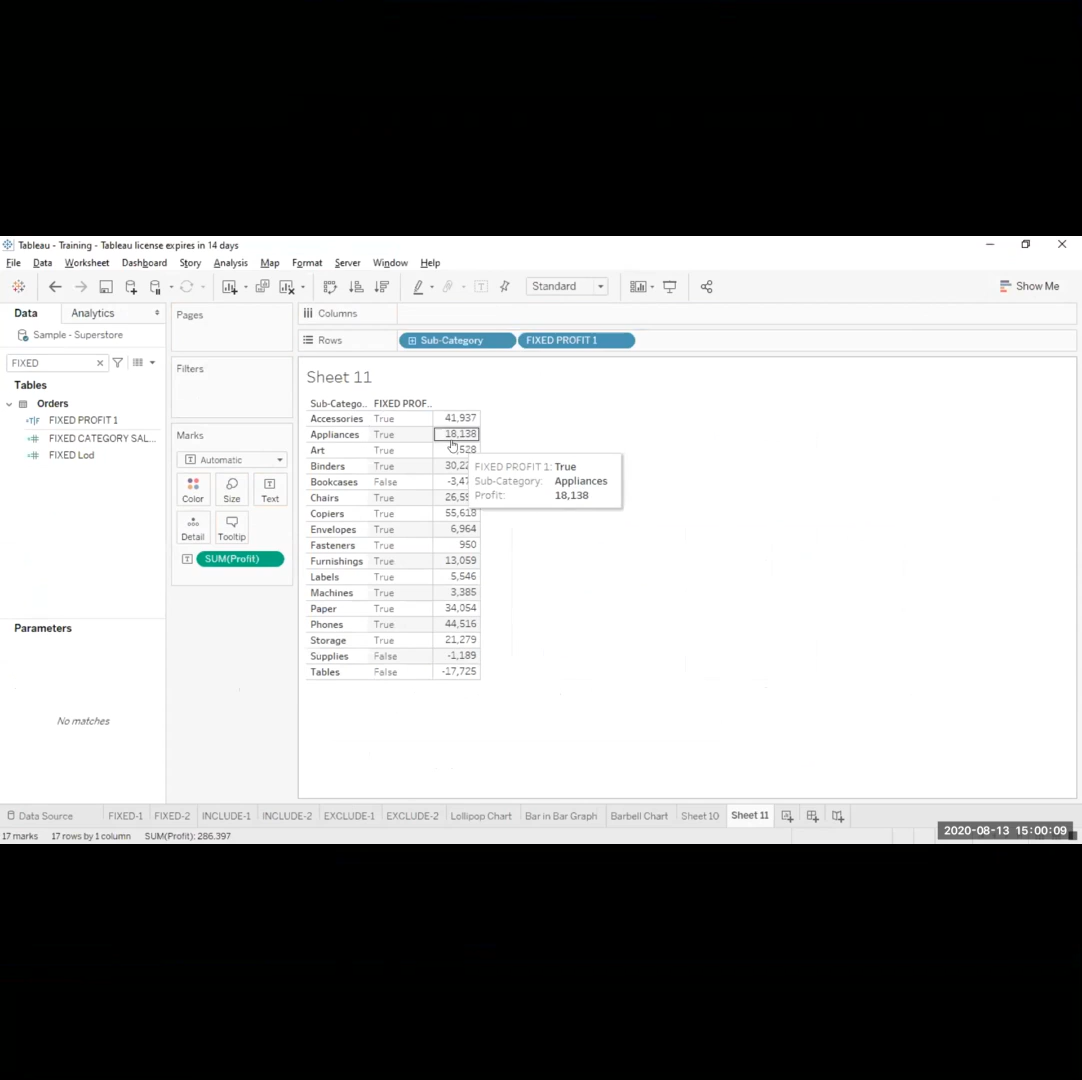 Tableau - Training - Tableau license expires in 14 days
File Data Worksheet Dashboard Story Analysis Map Format Server Window Help
Standard
Show Me
Data Analytics
Pages
Columns
Sample - Superstore
Rows Sub-Category FIXED PROFIT 1
FIXED
Filters
Tables
Sheet 11
Orders
Sub-Catego.. FIXED PROF..
FIXED PROFIT 1
Accessories True 41,937
FIXED CATEGORY SAL...
Marks
Appliances True 18,138
FIXED Lod
Automatic
Art True 528
Binders True
Bookcases False
FIXED PROFIT 1: True
Sub-Category: Appliances
Profit: 18,138
Color Size Text
Chairs True
Copiers True 55,618
Envelopes True 6,964
Detail Tooltip
Fasteners True 950
SUM(Profit)
Furnishings True 13,059
Labels True 5,546
Machines True 3,385
Paper True 34,054
Parameters
Phones True 44,516
Storage True 21,279
Supplies False -1,189
Tables False -17,725
No matches
Data Source FIXED-1 FIXED-2 INCLUDE-1 INCLUDE-2 EXCLUDE-1 EXCLUDE-2 Lollipop Chart Bar in Bar Graph Barbell Chart Sheet 10 Sheet 11
17 marks 17 rows by 1 column SUM(Profit): 286,397
2020-08-13 15:00:09